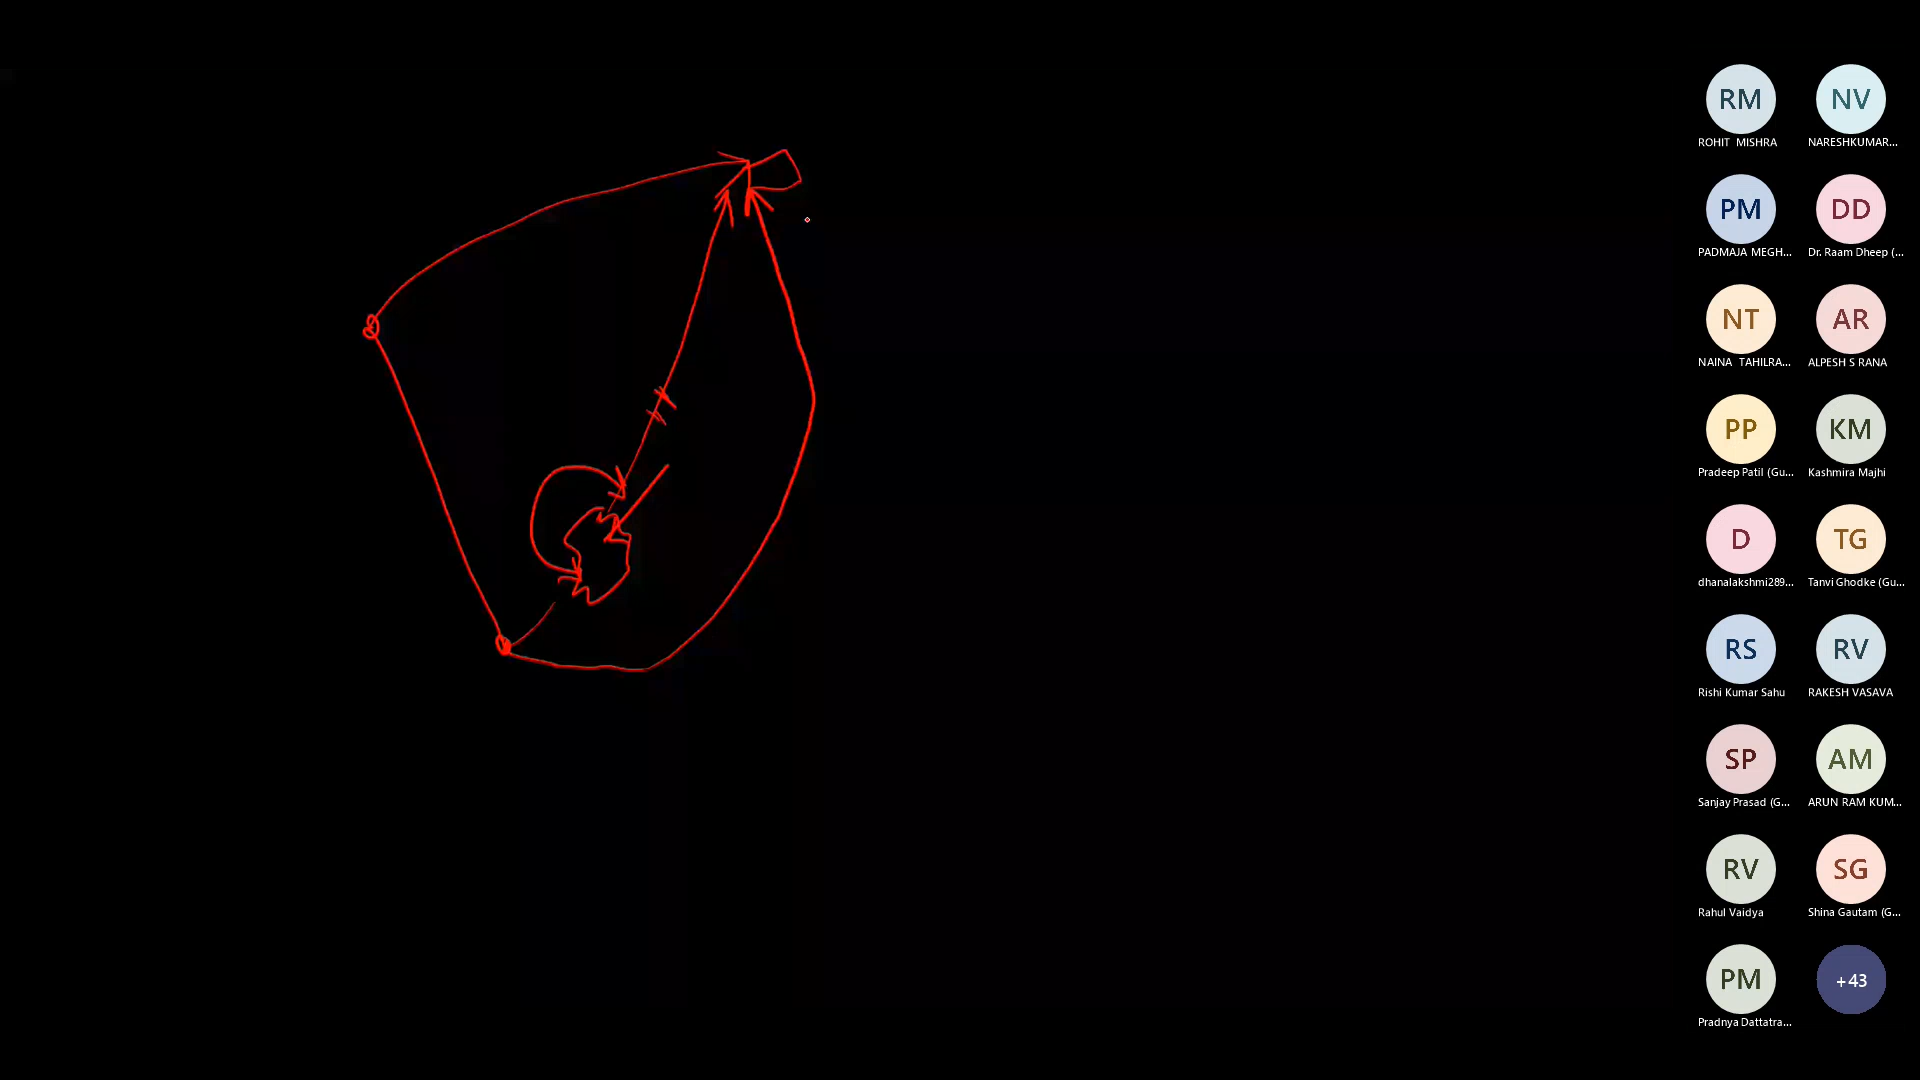 RM NV
ROHIT MISHRA NARESHKUMAR...
PM DD
PADMAJA MEGH... Dr. Raam Dheep (...
NT AR
NAINA TAHILRA... ALPESH S RANA
PP KM
Pradeep Patil (Gu... Kashmira Majhi
D TG
dhanalakshmi289... Tanvi Ghodke (Gu...
RS RV
Rishi Kumar Sahu RAKESH VASAVA
SP AM
Sanjay Prasad (G... ARUN RAM KUM...
RV SG
Rahul Vaidya Shina Gautam (G...
PM +43
Pradnya Dattatra...